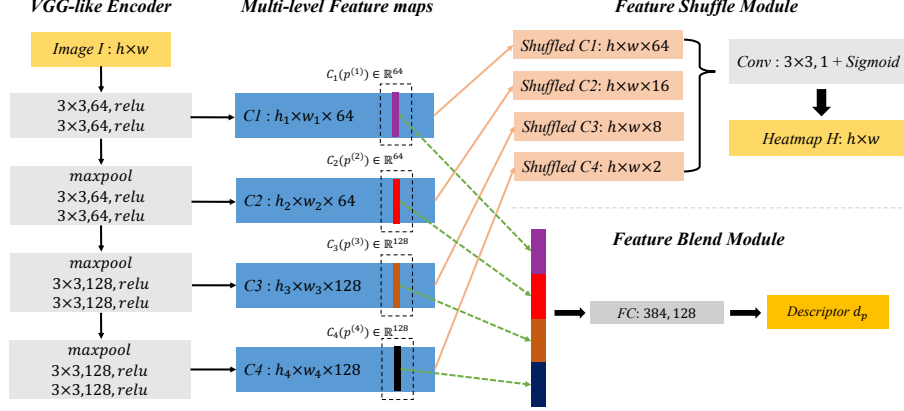 VGG-like Encoder
Multi-level Feature maps
Feature Shuffle Module
Image I : h×w
3×3,64,relu
3×3,64,relu
maxpool
3×3,64,relu
3×3,64,relu
maxpool
3×3,128,relu
3×3,128,relu
maxpool
3×3,128,relu
3×3,128,relu
C₁(p⁽¹⁾) ∈ ℝ⁶⁴
C1 : h₁×w₁× 64
C₂(p⁽²⁾) ∈ ℝ⁶⁴
C2 : h₂×w₂× 64
C₃(p⁽³⁾) ∈ ℝ¹²⁸
C3 : h₃×w₃×128
C₄(p⁽⁴⁾) ∈ ℝ¹²⁸
C4 : h₄×w₄×128
Shuffled C1: h×w×64
Shuffled C2: h×w×16
Shuffled C3: h×w×8
Shuffled C4: h×w×2
Conv : 3×3, 1 + Sigmoid
Heatmap H: h×w
Feature Blend Module
FC: 384, 128
Descriptor dₚ